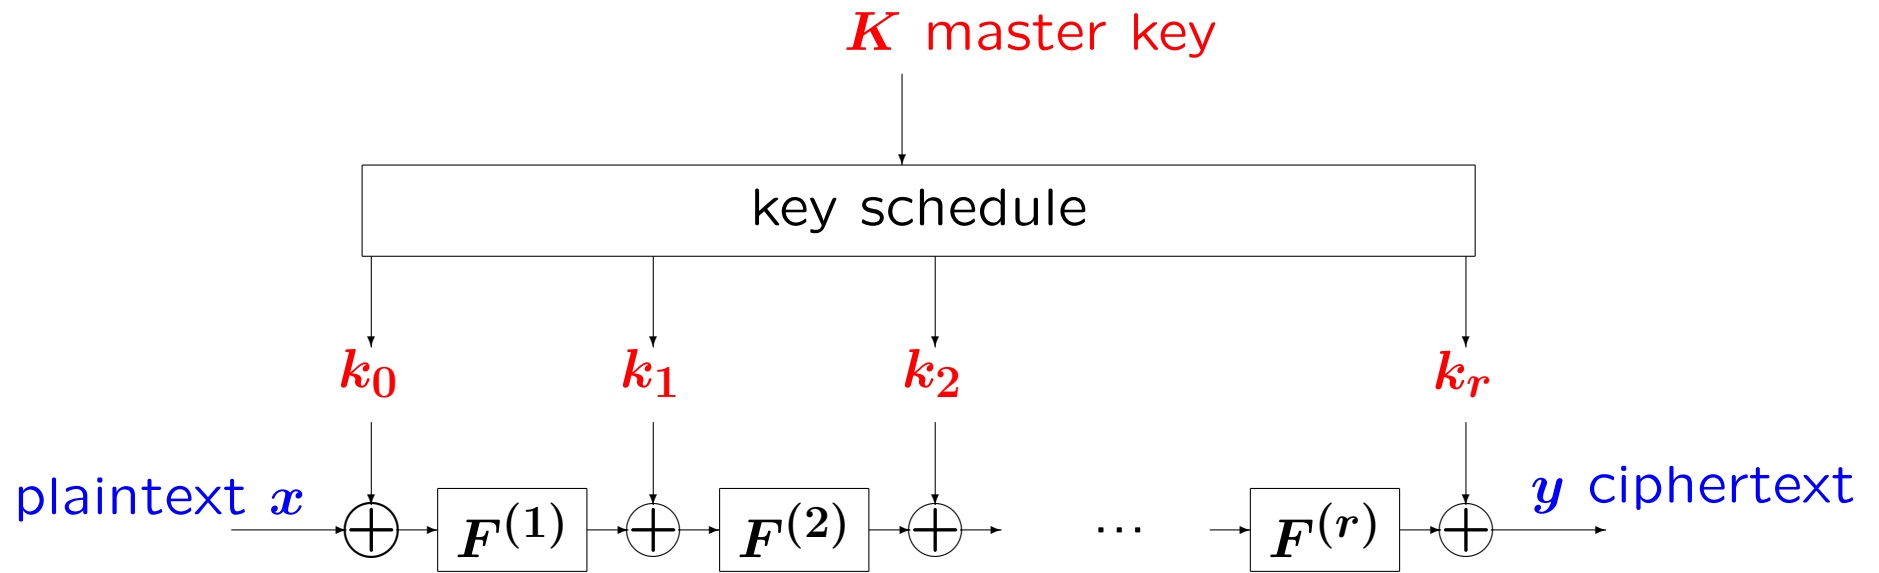 K master key
key schedule
k₀ k₁ k₂ kᵣ
plaintext x y ciphertext
F⁽¹⁾ F⁽²⁾ ⋯ F⁽ʳ⁾